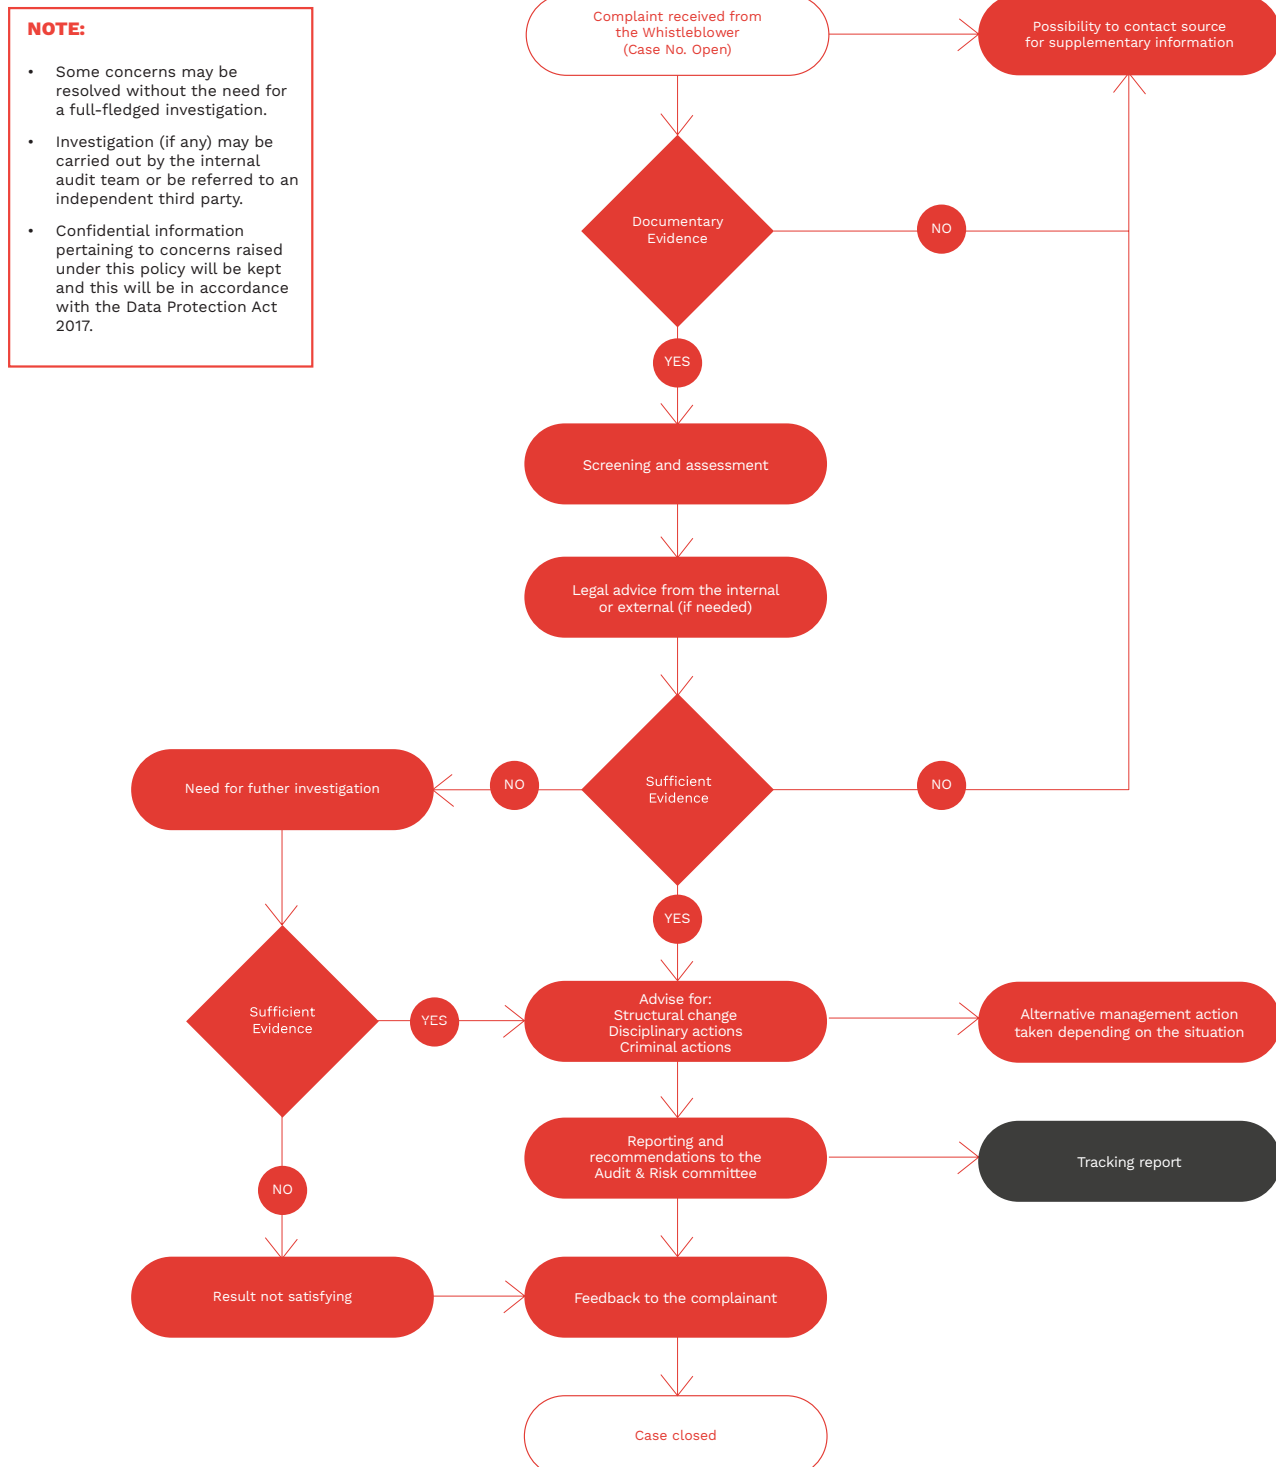 NOTE:
• Some concerns may be
resolved without the need for
a full-fledged investigation.
• Investigation (if any) may be
carried out by the internal
audit team or be referred to an
independent third party.
• Confidential information
pertaining to concerns raised
under this policy will be kept
and this will be in accordance
with the Data Protection Act
2017.
Complaint received from
the Whistleblower
(Case No. Open)
Possibility to contact source
for supplementary information
Documentary
Evidence
NO
YES
Screening and assessment
Legal advice from the internal
or external (if needed)
Need for futher investigation
NO
Sufficient
Evidence
NO
YES
Sufficient
Evidence
YES
Advise for:
Structural change
Disciplinary actions
Criminal actions
Alternative management action
taken depending on the situation
Reporting and
recommendations to the
Audit & Risk committee
Tracking report
NO
Result not satisfying
Feedback to the complainant
Case closed